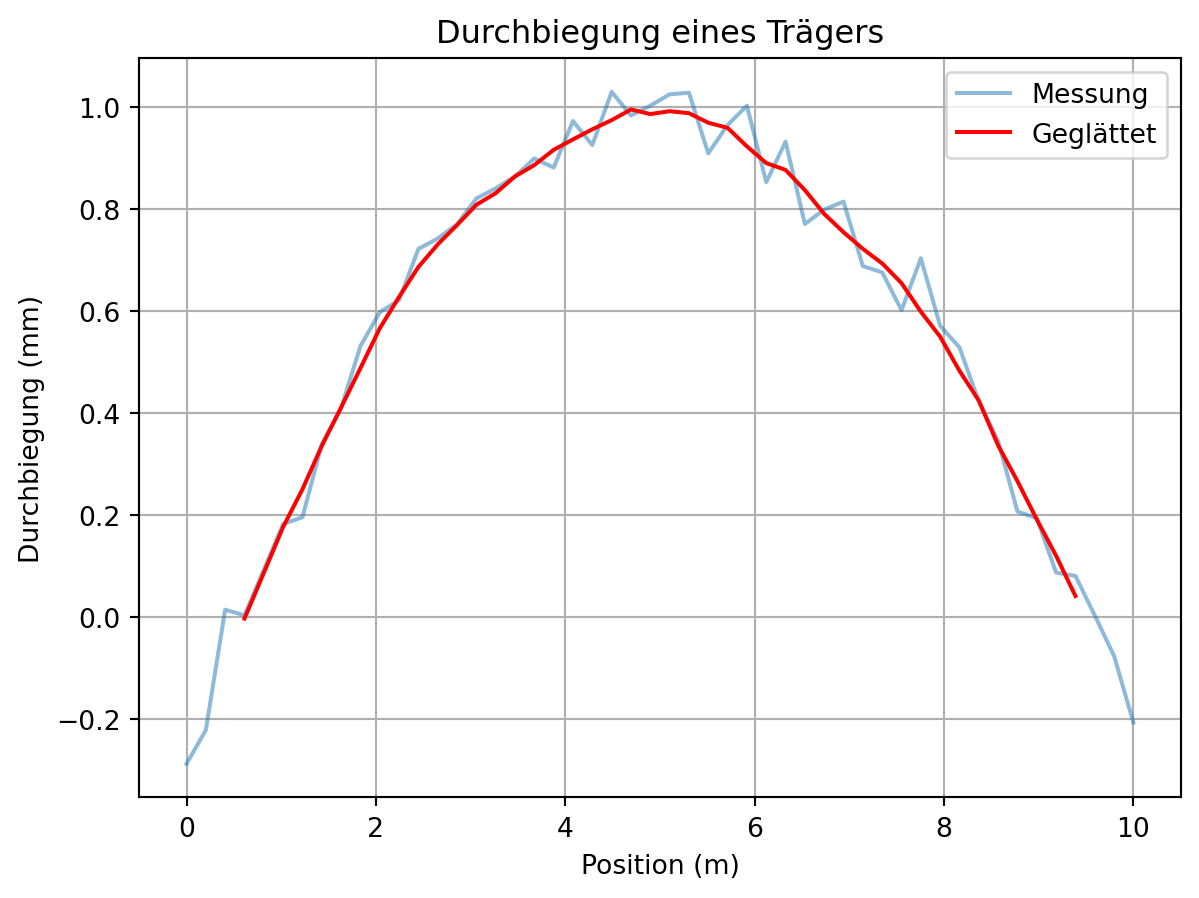 Durchbiegung eines Trägers
Messung
Geglättet
Durchbiegung (mm)
1.0
0.8
0.6
0.4
0.2
0.0
−0.2
0 2 4 6 8 10
Position (m)